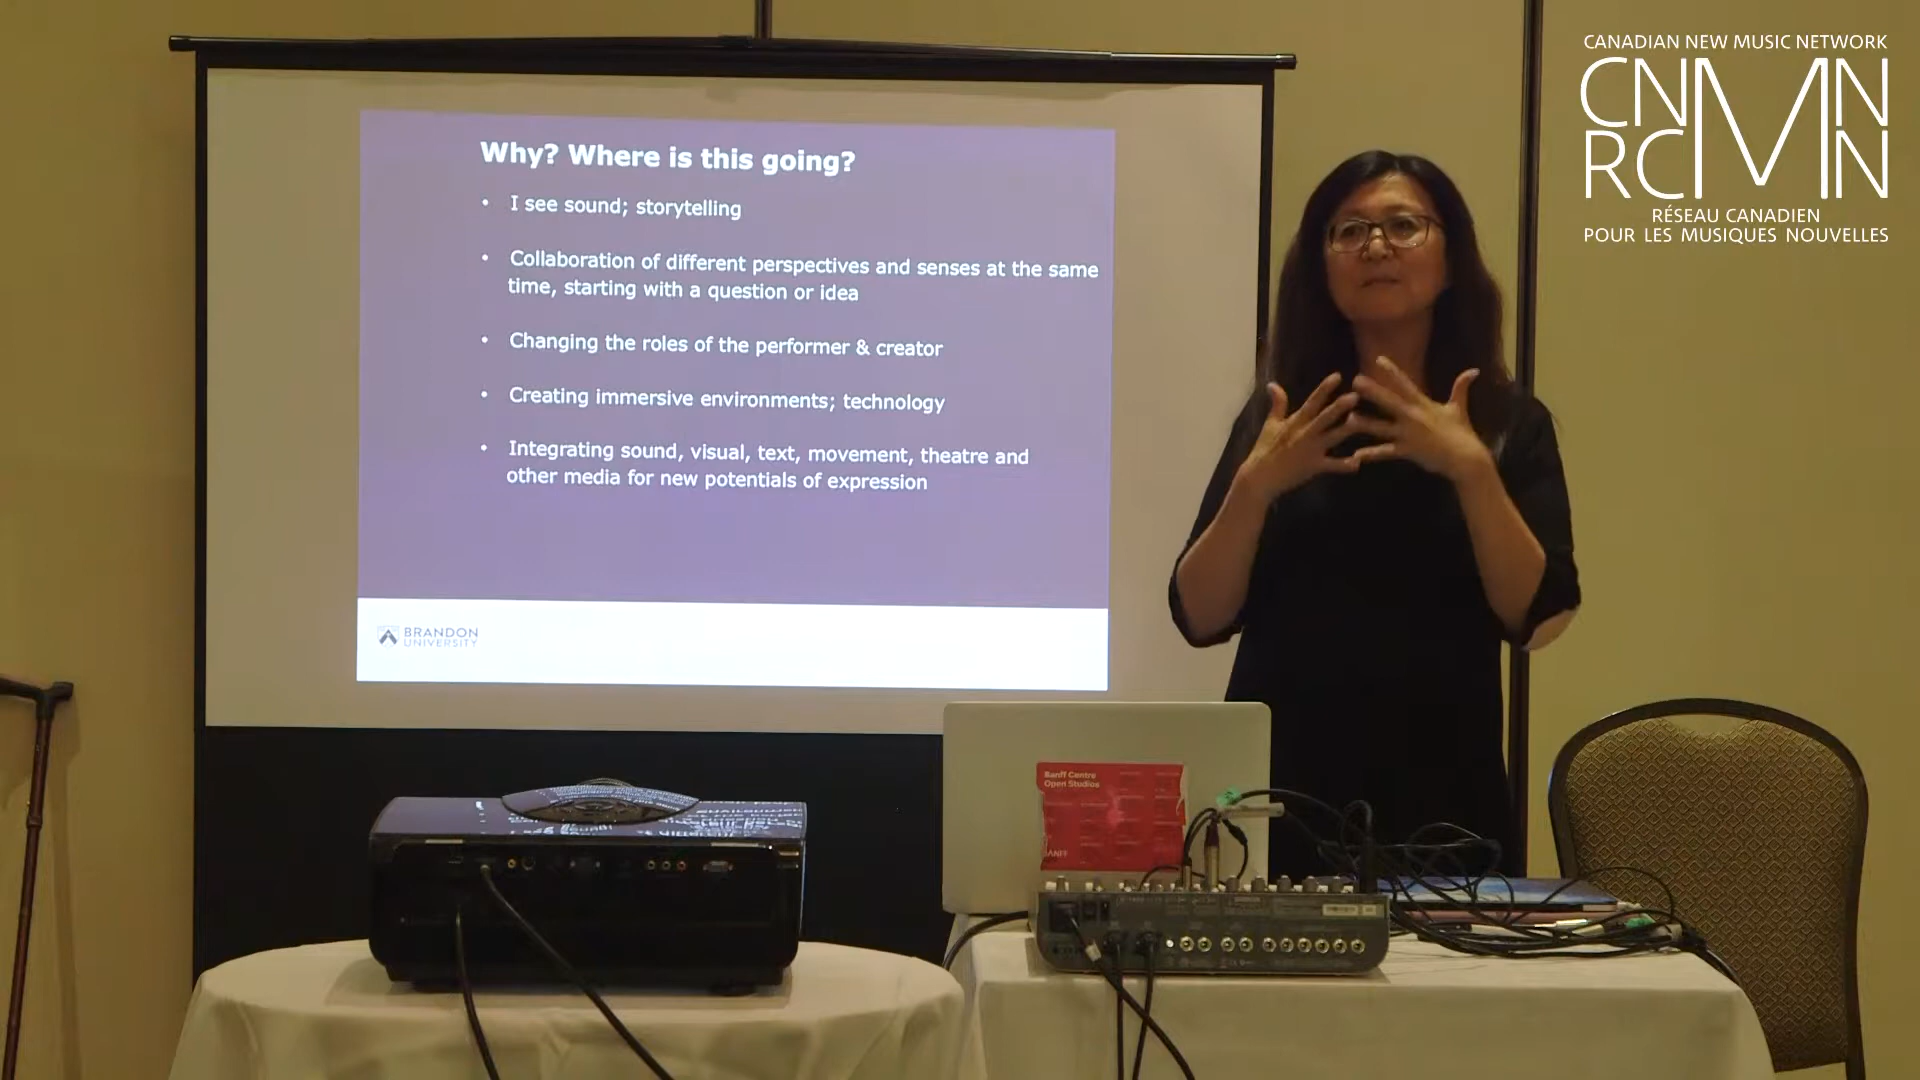 CANADIAN NEW MUSIC NETWORK
CNMN
RCMN
RÉSEAU CANADIEN
POUR LES MUSIQUES NOUVELLES
Why? Where is this going?
• I see sound; storytelling
• Collaboration of different perspectives and senses at the same
time, starting with a question or idea
• Changing the roles of the performer & creator
• Creating immersive environments; technology
• Integrating sound, visual, text, movement, theatre and
other media for new potentials of expression
BRANDON
UNIVERSITY
Banff Centre
Open Studios
BANFF